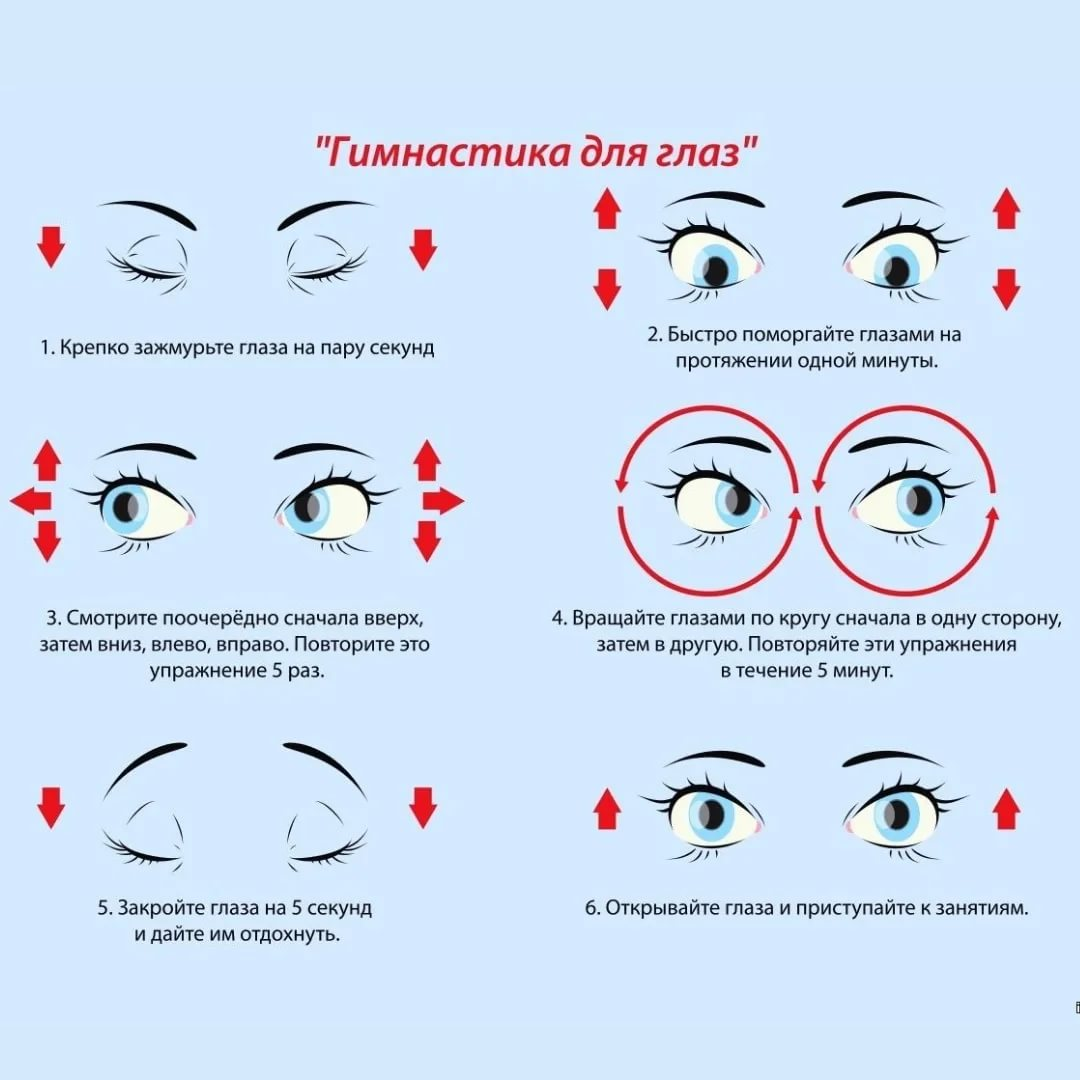 "Гимнастика для глаз"
1. Крепко зажмурьте глаза на пару секунд
2. Быстро поморгайте глазами на
протяжении одной минуты.
3. Смотрите поочерёдно сначала вверх,
затем вниз, влево, вправо. Повторите это
упражнение 5 раз.
4. Вращайте глазами по кругу сначала в одну сторону,
затем в другую. Повторяйте эти упражнения
в течение 5 минут.
5. Закройте глаза на 5 секунд
и дайте им отдохнуть.
6. Открывайте глаза и приступайте к занятиям.